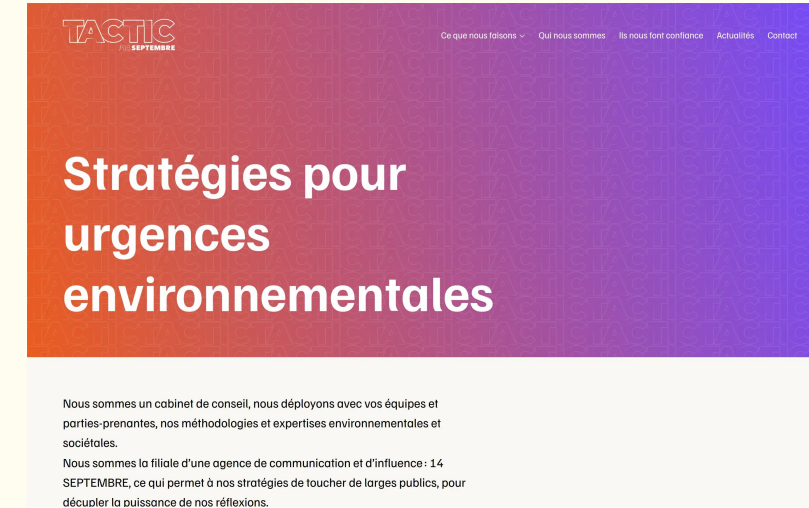 TACTIC
SEPTEMBRE
Ce que nous faisons
Qui nous sommes
Ils nous font confiance
Actualités
Contact
Stratégies pour
urgences
environnementales
Nous sommes un cabinet de conseil, nous déployons avec vos équipes et
parties-prenantes, nos méthodologies et expertises environnementales et
sociétales.
Nous sommes la filiale d’une agence de communication et d’influence : 14
SEPTEMBRE, ce qui permet à nos stratégies de toucher de larges publics, pour
décupler la puissance de nos réflexions.